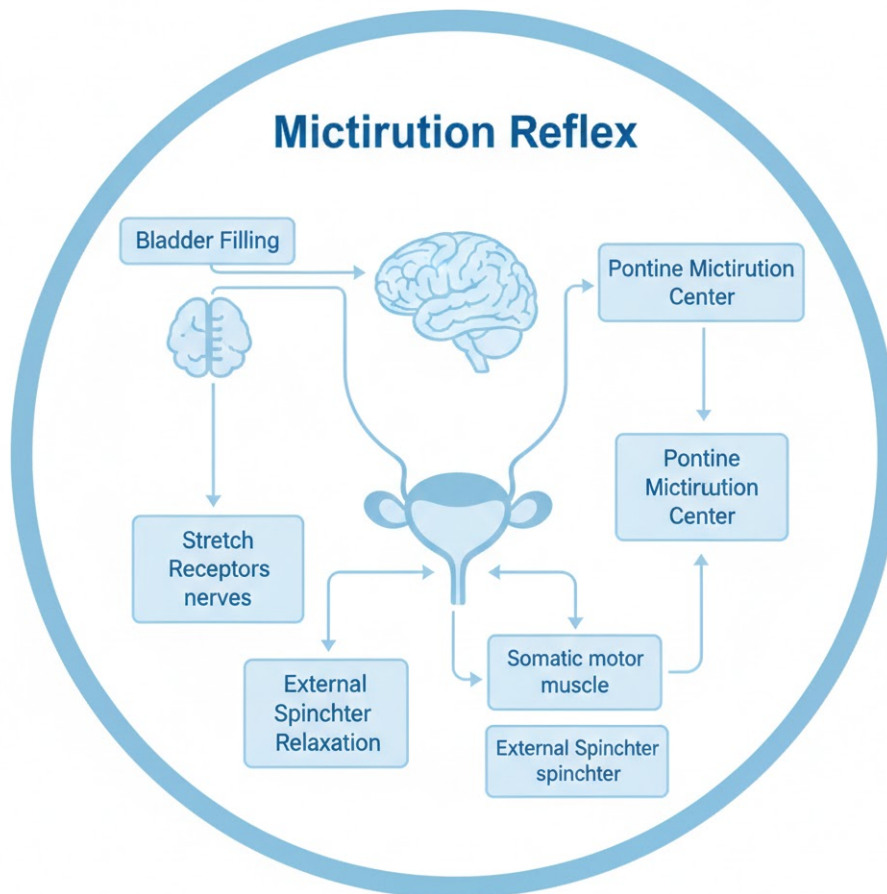 Mictirution Reflex
Bladder Filling
Pontine Mictirution
Center
Pontine
Mictiruution
Center
Stretch
Receptors
nerves
External
Spinchter
Relaxation
Somatic motor
muscle
External Spinchter
spinchter